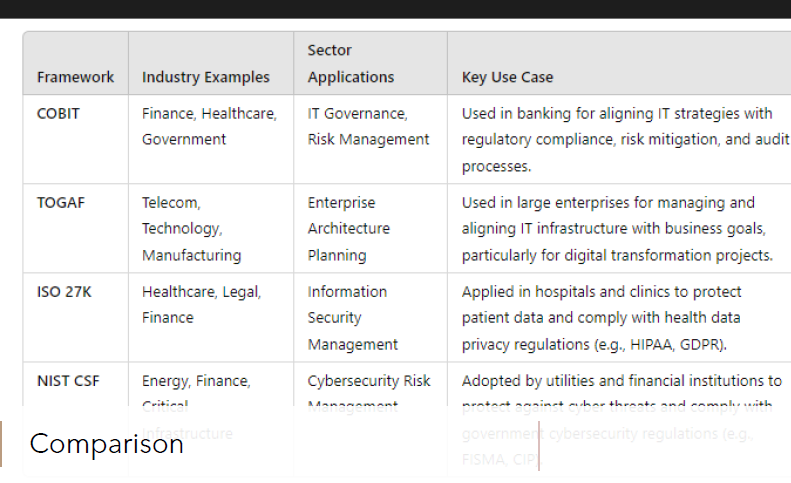 Framework Industry Examples Sector Applications Key Use Case
COBIT Finance, Healthcare, Government IT Governance, Risk Management Used in banking for aligning IT strategies with regulatory compliance, risk mitigation, and audit processes.
TOGAF Telecom, Technology, Manufacturing Enterprise Architecture Planning Used in large enterprises for managing and aligning IT infrastructure with business goals, particularly for digital transformation projects.
ISO 27K Healthcare, Legal, Finance Information Security Management Applied in hospitals and clinics to protect patient data and comply with health data privacy regulations (e.g., HIPAA, GDPR).
NIST CSF Energy, Finance, Critical infrastructure Cybersecurity Risk Management Adopted by utilities and financial institutions to protect against cyber threats and comply with government cybersecurity regulations (e.g., FISMA, CIP)
Comparison